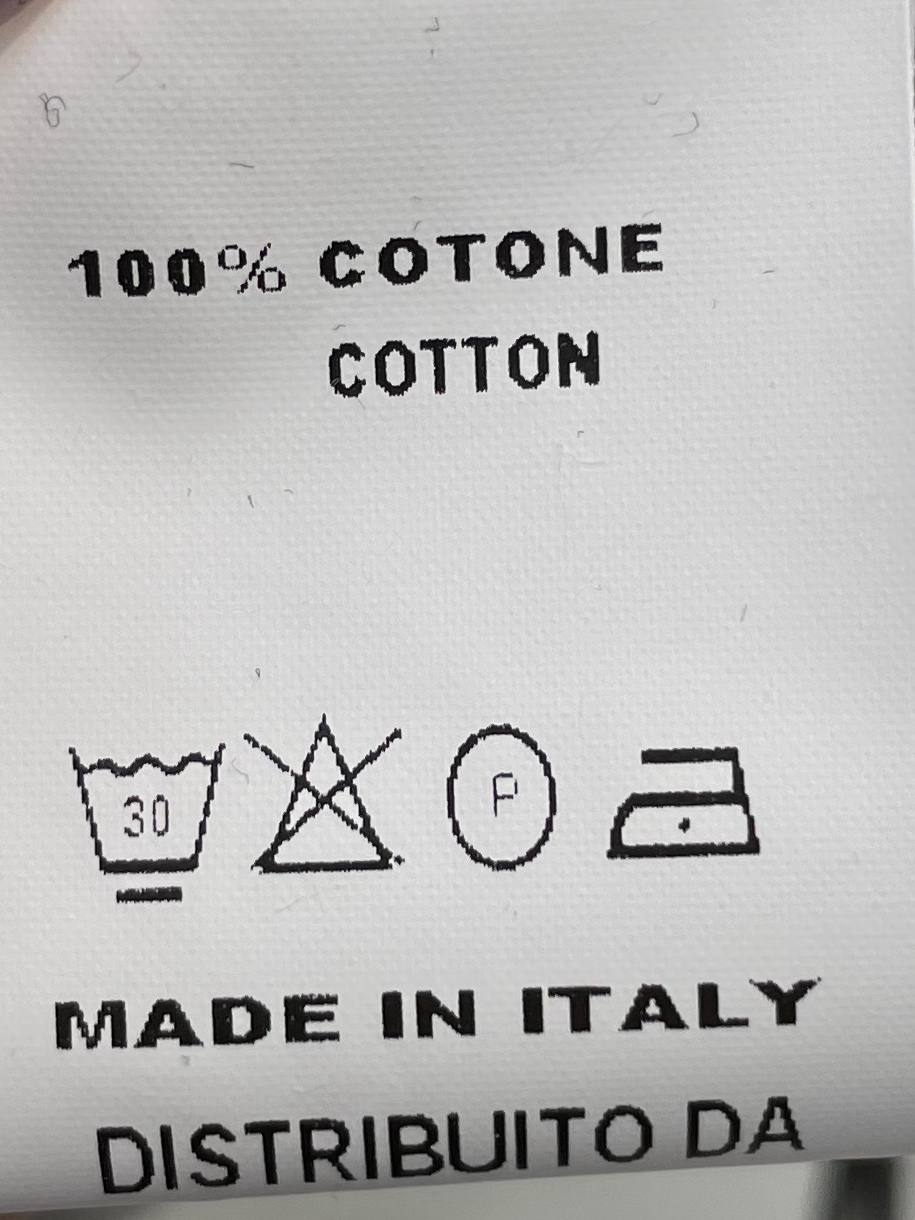 100% COTONE
COTTON
30 P
MADE IN ITALY
DISTRIBUITO DA